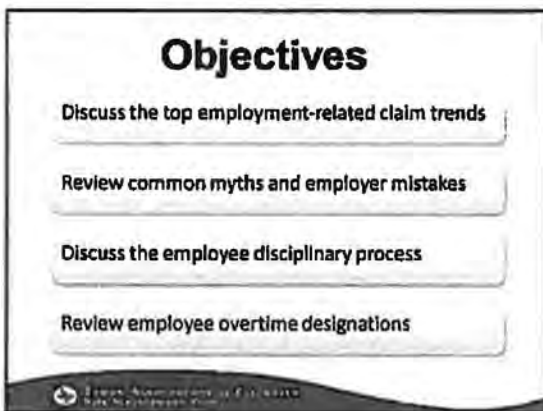 Objectives
Discuss the top employment-related claim trends
Review common myths and employer mistakes
Discuss the employee disciplinary process
Review employee overtime designations